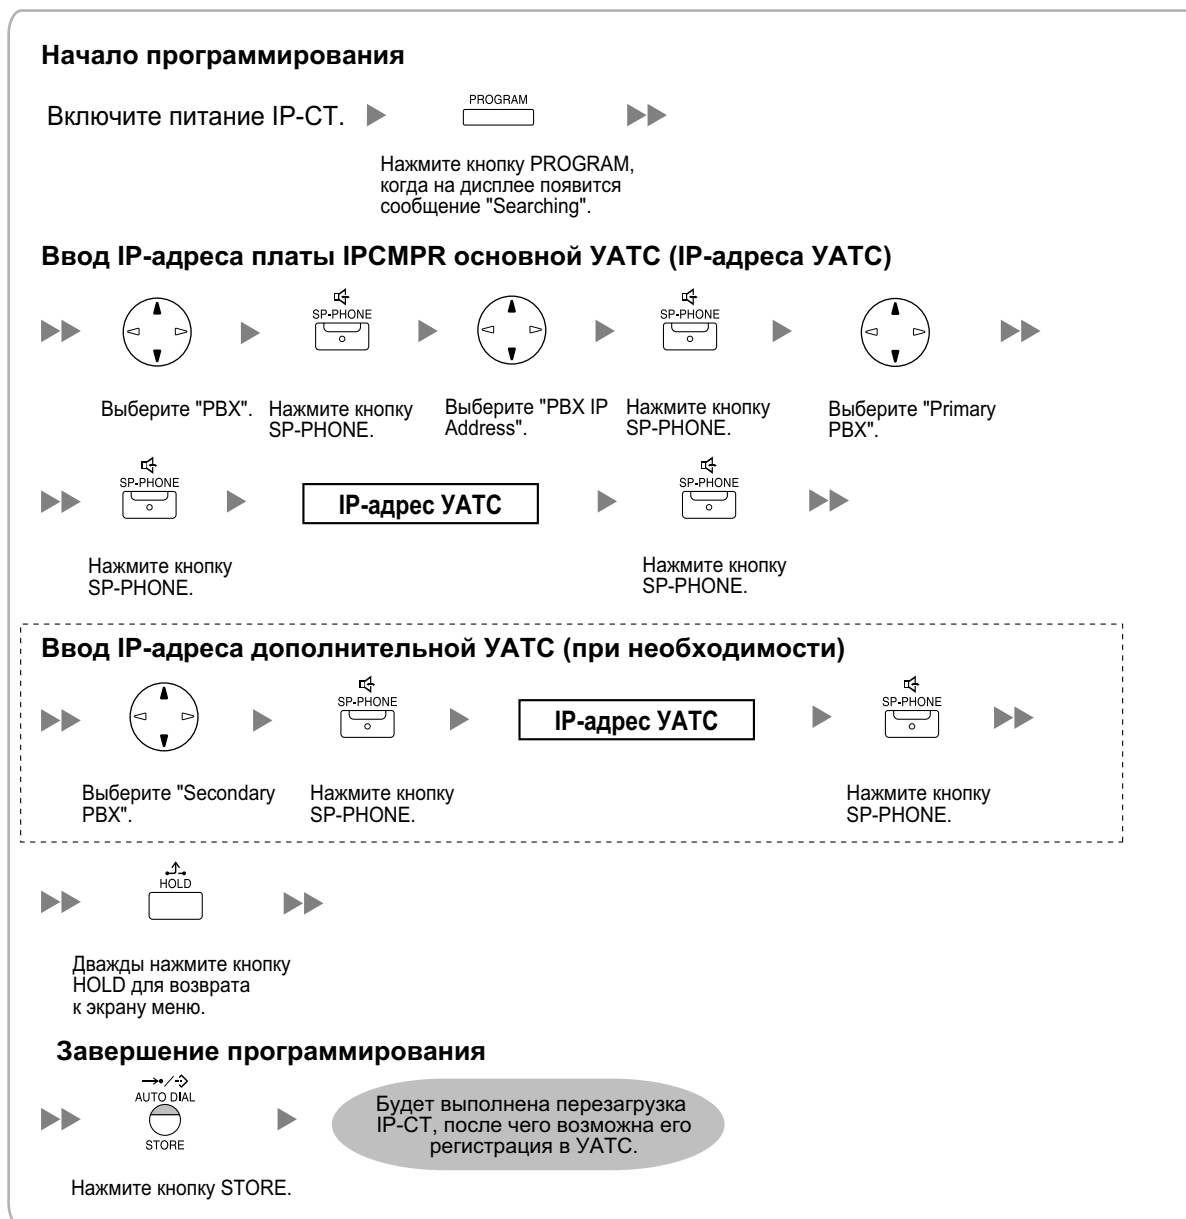 Начало программирования
Включите питание IP-СТ.
PROGRAM
Нажмите кнопку PROGRAM,
когда на дисплее появится
сообщение "Searching".
Ввод IP-адреса платы IPCMPR основной УАТС (IP-адреса УАТС)
SP-PHONE
SP-PHONE
Выберите "PBX".
Нажмите кнопку
SP-PHONE.
Выберите "PBX IP
Address".
Нажмите кнопку
SP-PHONE.
Выберите "Primary
PBX".
SP-PHONE
IP-адрес УАТС
SP-PHONE
Нажмите кнопку
SP-PHONE.
Нажмите кнопку
SP-PHONE.
Ввод IP-адреса дополнительной УАТС (при необходимости)
SP-PHONE
IP-адрес УАТС
SP-PHONE
Выберите "Secondary
PBX".
Нажмите кнопку
SP-PHONE.
Нажмите кнопку
SP-PHONE.
HOLD
Дважды нажмите кнопку
HOLD для возврата
к экрану меню.
Завершение программирования
AUTO DIAL
STORE
Будет выполнена перезагрузка
IP-СТ, после чего возможна его
регистрация в УАТС.
Нажмите кнопку STORE.